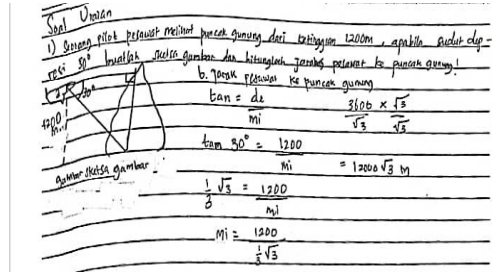 Soal Uraian
1) Seorang pilot pesawat melihat puncak gunung dari ketinggian 1200m, apabila sudut dep-
resi 30° buatlah sketsa gambar dan hitunglah jarak pesawat ke puncak gunung!
b. jarak pesawat ke puncak gunung
30°
1200
m
gambar sketsa gambar
tan = de
mi
3600 × √3
√3 √3
tan 30° = 1200
mi
= 1200√3 m
1/3 √3 = 1200
mi
mi = 1200
1/3 √3